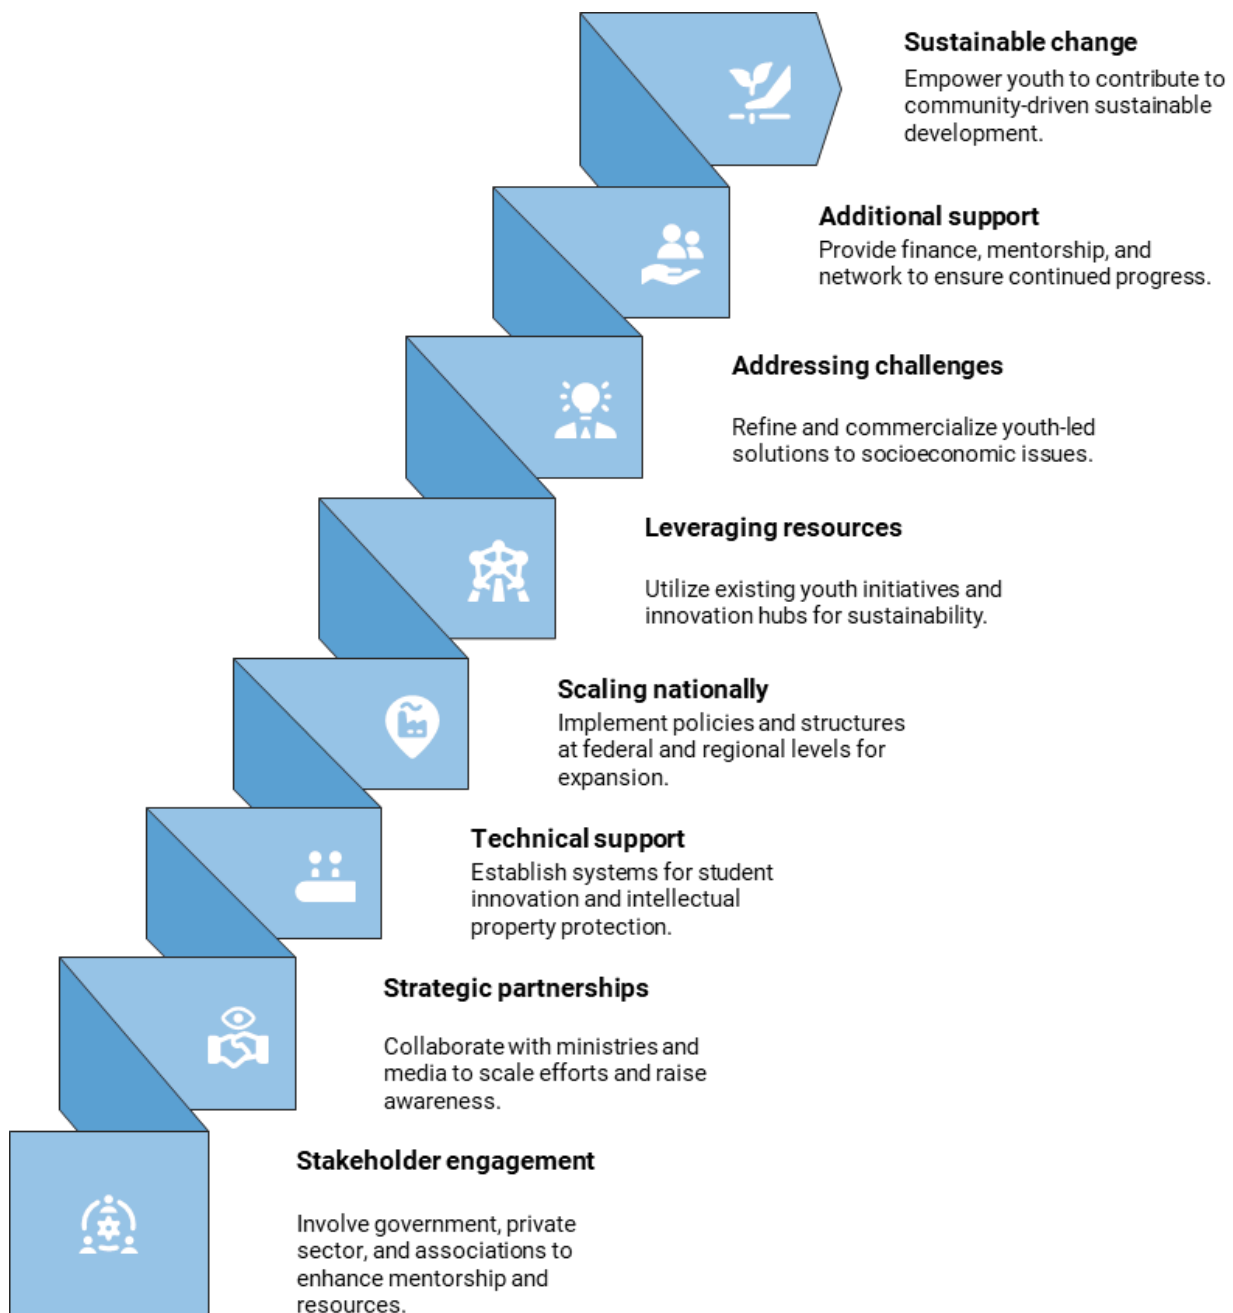 Sustainable change
Empower youth to contribute to
community-driven sustainable
development.
Additional support
Provide finance, mentorship, and
network to ensure continued progress.
Addressing challenges
Refine and commercialize youth-led
solutions to socioeconomic issues.
Leveraging resources
Utilize existing youth initiatives and
innovation hubs for sustainability.
Scaling nationally
Implement policies and structures
at federal and regional levels for
expansion.
Technical support
Establish systems for student
innovation and intellectual
property protection.
Strategic partnerships
Collaborate with ministries and
media to scale efforts and raise
awareness.
Stakeholder engagement
Involve government, private
sector, and associations to
enhance mentorship and
resources.